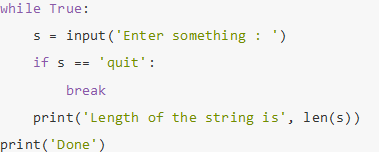 while True:
    s = input('Enter something : ')
    if s == 'quit':
        break
    print('Length of the string is', len(s))
print('Done')